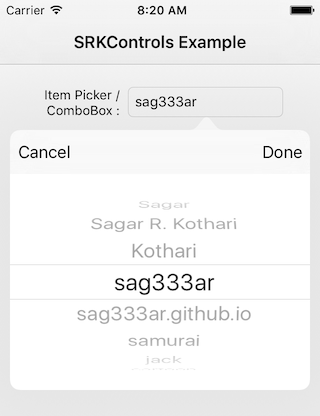 Carrier 8:20 AM
SRKControls Example
Item Picker / 
ComboBox :
sag333ar
Cancel Done
Sagar
Sagar R. Kothari
Kothari
sag333ar
sag333ar.github.io
samurai
jack